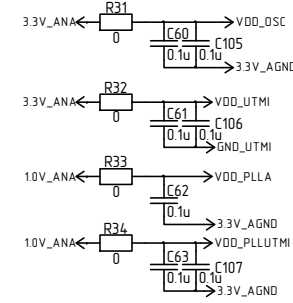 R31
3.3V_ANA VDD_OSC
0
C60 C105
0.1u 0.1u
3.3V_AGND
R32
3.3V_ANA VDD_UTMI
0
C61 C106
0.1u 0.1u
GND_UTMI
R33
1.0V_ANA VDD_PLLA
0
C62
0.1u
3.3V_AGND
R34
1.0V_ANA VDD_PLLUTMI
0
C63 C107
0.1u 0.1u
3.3V_AGND